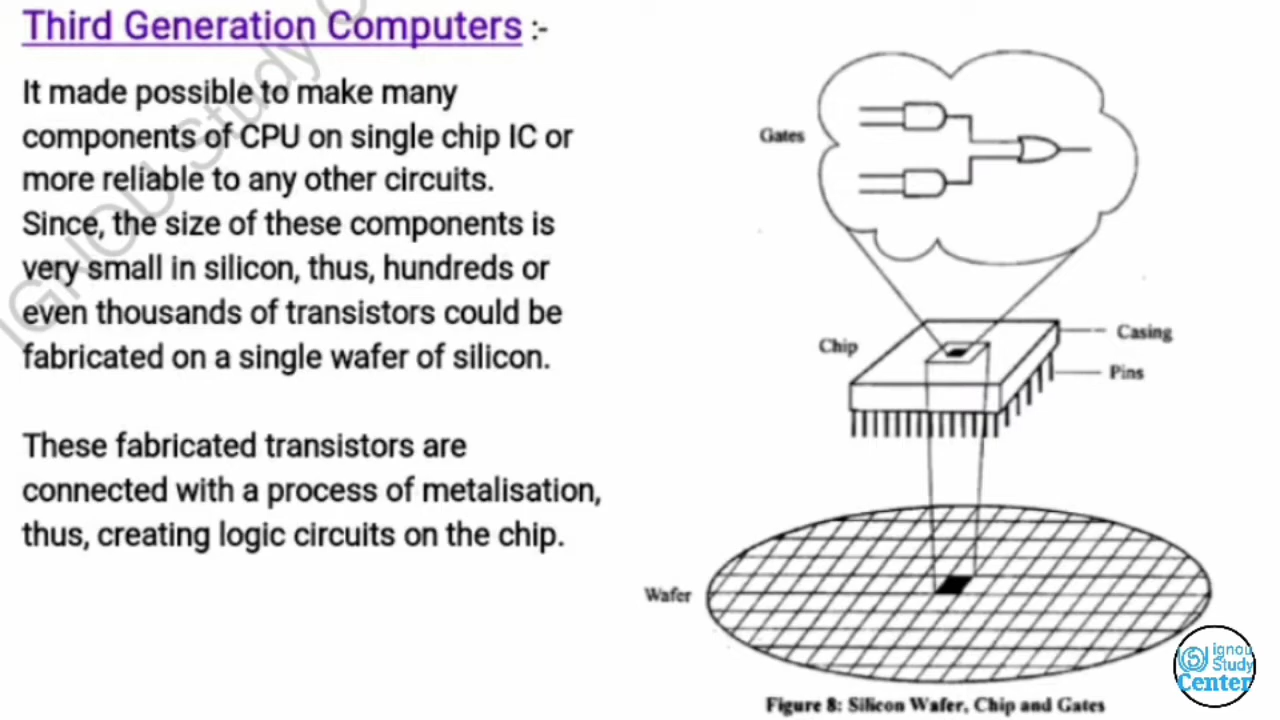 Third Generation Computers :-
It made possible to make many
components of CPU on single chip IC or
more reliable to any other circuits.
Since, the size of these components is
very small in silicon, thus, hundreds or
even thousands of transistors could be
fabricated on a single wafer of silicon.
These fabricated transistors are
connected with a process of metalisation,
thus, creating logic circuits on the chip.
Gates
Chip
Casing
Pins
Wafer
Figure 8: Silicon Wafer, Chip and Gates
IGNOU Study C
ignou
Study
Center